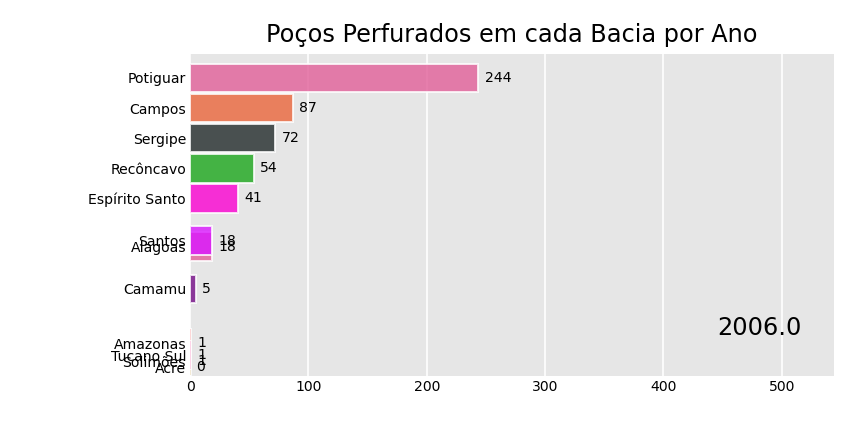 Poços Perfurados em cada Bacia por Ano
Potiguar 244
Campos 87
Sergipe 72
Recôncavo 54
Espírito Santo 41
Santos 18
Alagoas 18
Camamu 5
2006.0
Amazonas 1
Tucano Sul 1
Solimões 1
Acre 0
0 100 200 300 400 500